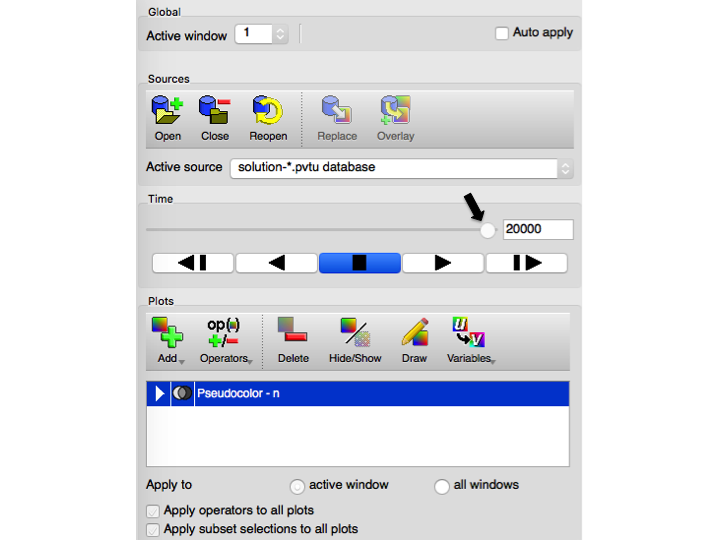 Global
Active window 1 Auto apply
Sources
Open Close Reopen Replace Overlay
Active source solution-*.pvtu database
Time
20000
Plots
op(•)
+/−
u
v
Add Operators Delete Hide/Show Draw Variables
Pseudocolor - n
Apply to active window all windows
Apply operators to all plots
Apply subset selections to all plots